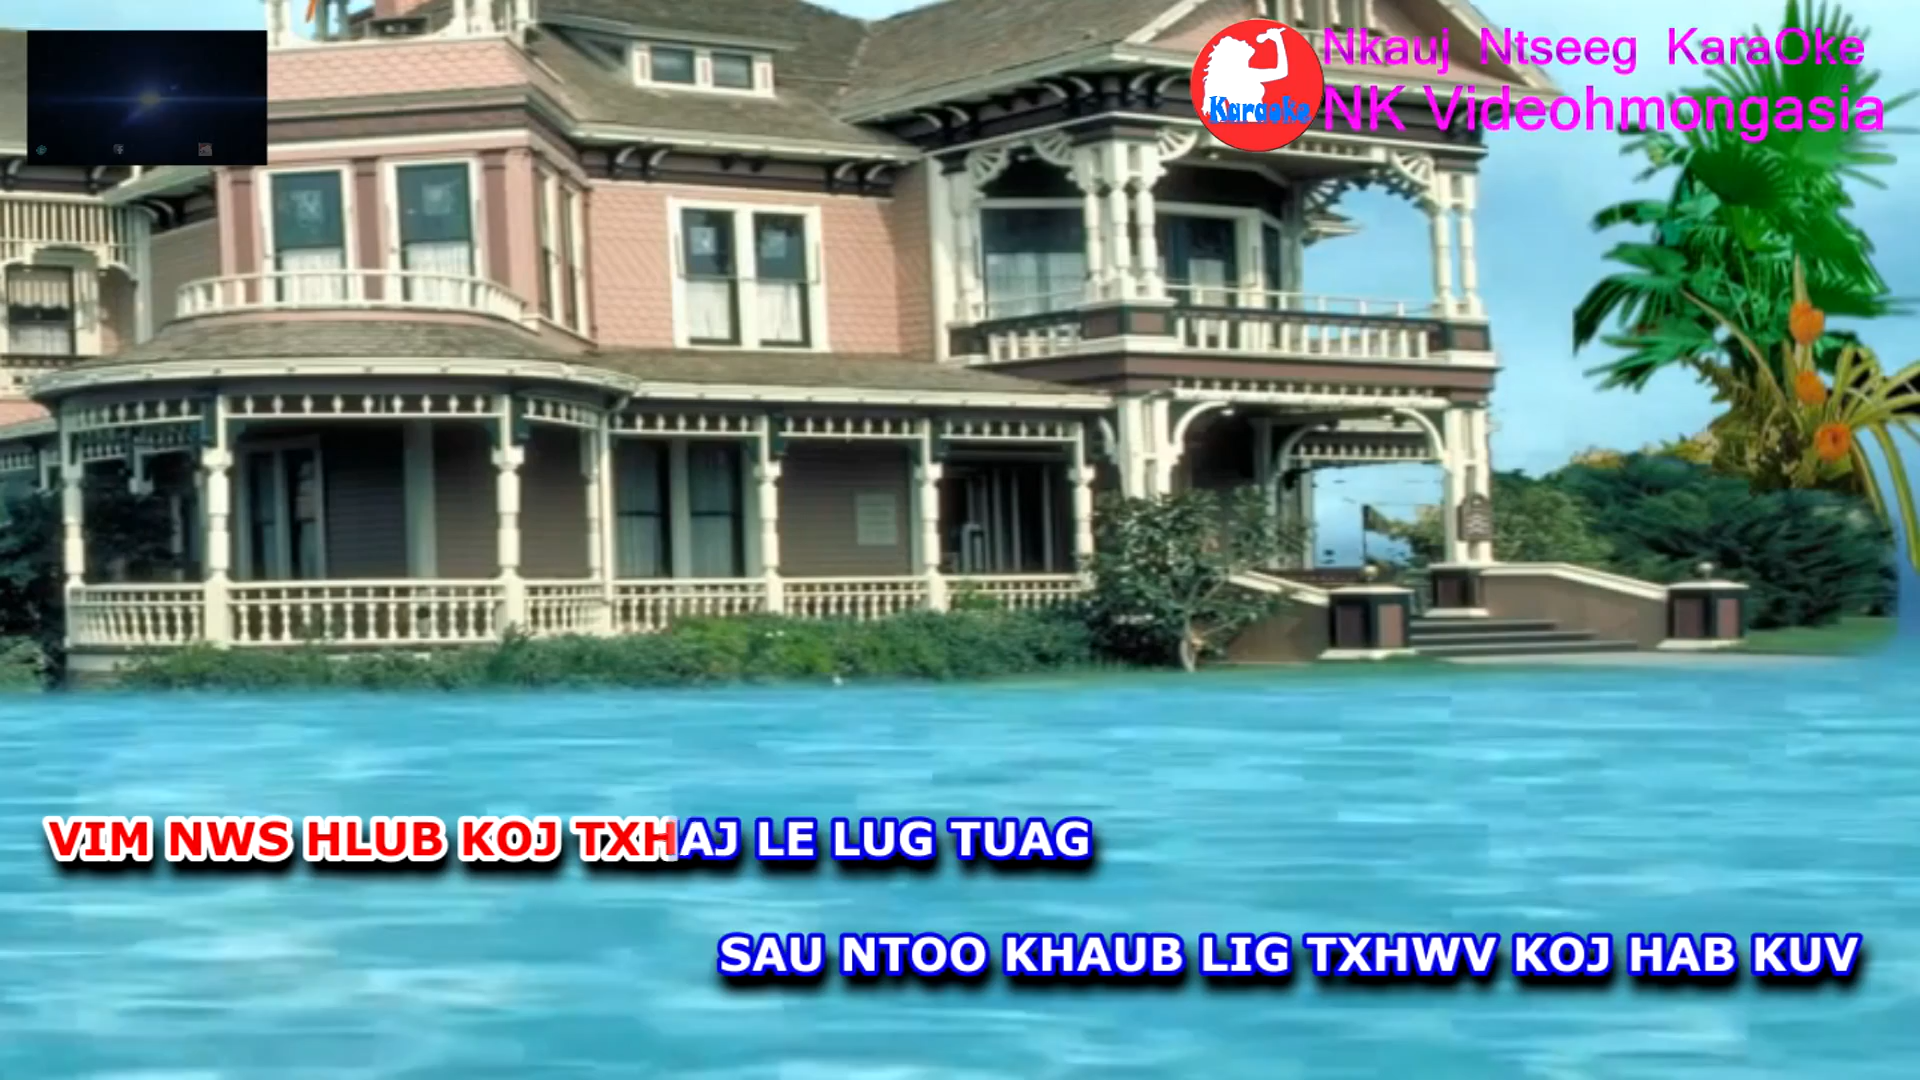 Nkauj Ntseeg KaraOke
NK Videohmongasia
Karaoke
VIM NWS HLUB KOJ TXHAJ LE LUG TUAG
SAU NTOO KHAUB LIG TXHWV KOJ HAB KUV